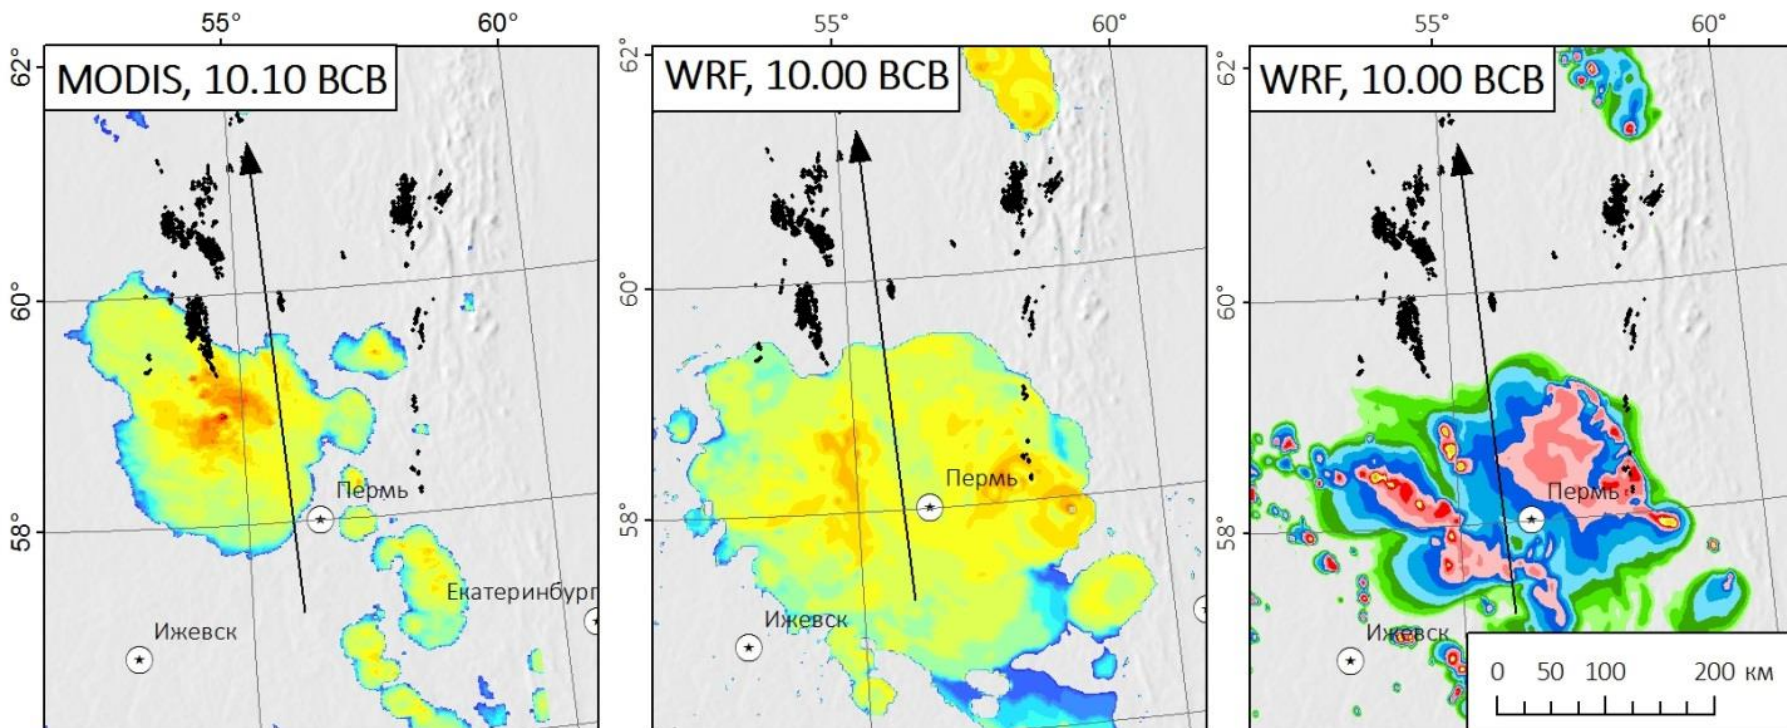 55° 60° 55° 60° 55° 60°
62° 62° 62°
MODIS, 10.10 ВСВ
WRF, 10.00 ВСВ
WRF, 10.00 ВСВ
60° 60° 60°
Пермь Пермь Пермь
58° 58° 58°
Екатеринбург
Ижевск Ижевск Ижевск
0 50 100 200 км